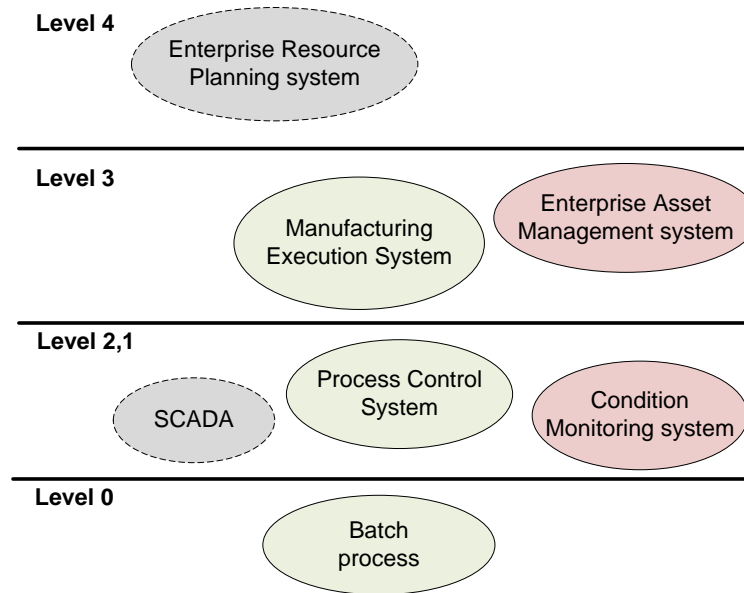 Level 4
Enterprise Resource
Planning system
Level 3
Manufacturing
Execution System
Enterprise Asset
Management system
Level 2,1
SCADA
Process Control
System
Condition
Monitoring system
Level 0
Batch
process